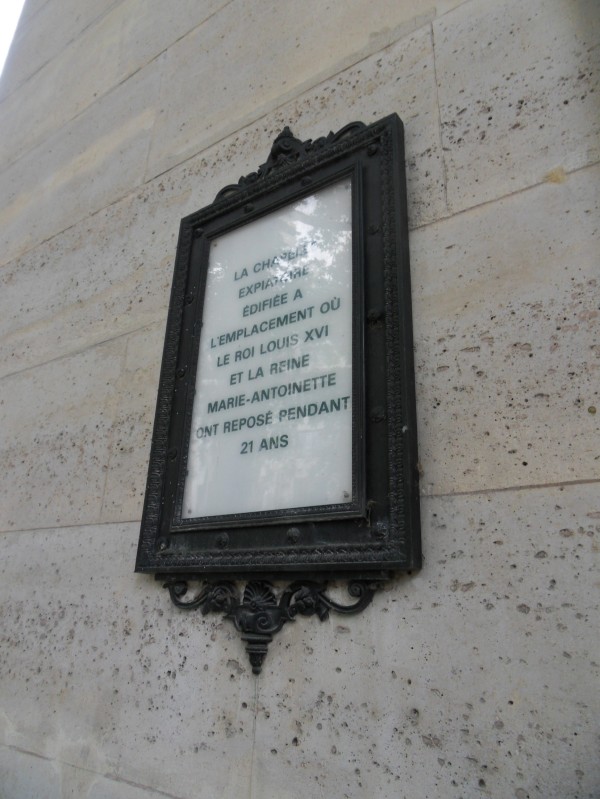 LA CHAPELLE
EXPIATOIRE
ÉDIFIÉE A
L'EMPLACEMENT OÙ
LE ROI LOUIS XVI
ET LA REINE
MARIE-ANTOINETTE
ONT REPOSÉ PENDANT
21 ANS